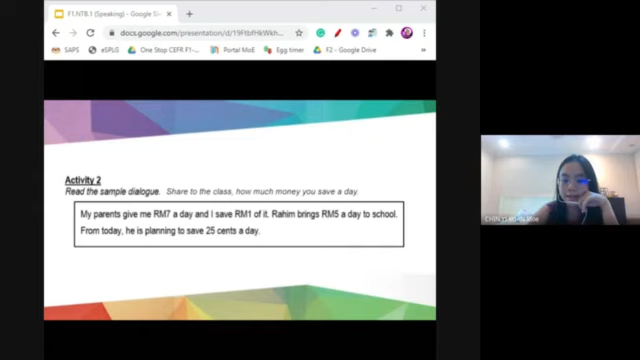 F1.NTB.1 (Speaking) - Google Sli
docs.google.com/presentation/d/19FtbfHkWkh...
SAPS
eSPLG
One Stop CEFR F1-...
Portal MoE
Egg timer
F2 - Google Drive
Activity 2
Read the sample dialogue. Share to the class, how much money you save a day.
My parents give me RM7 a day and I save RM1 of it. Rahim brings RM5 a day to school.
From today, he is planning to save 25 cents a day.